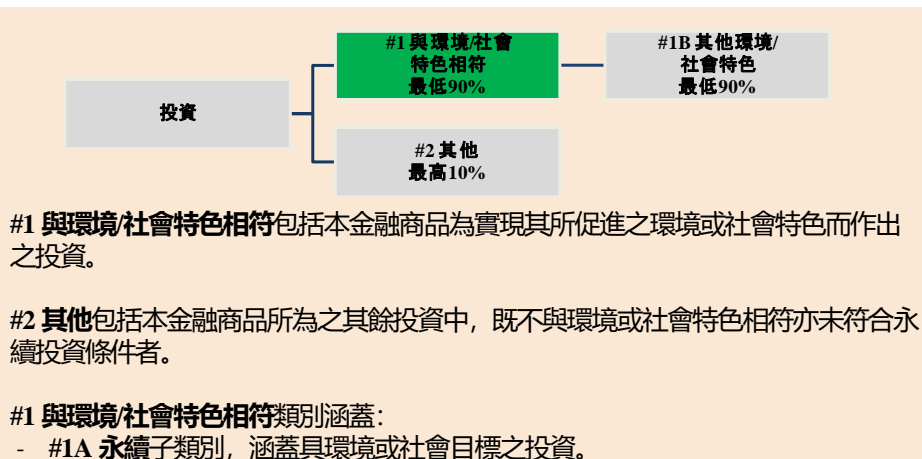 #1 與環境/社會
特色相符
最低90%
#1B 其他環境/
社會特色
最低90%
投資
#2 其他
最高10%
#1 與環境/社會特色相符包括本金融商品為實現其所促進之環境或社會特色而作出
之投資。
#2 其他包括本金融商品所為之其餘投資中，既不與環境或社會特色相符亦未符合永
續投資條件者。
#1 與環境/社會特色相符類別涵蓋：
- #1A 永續子類別，涵蓋具環境或社會目標之投資。